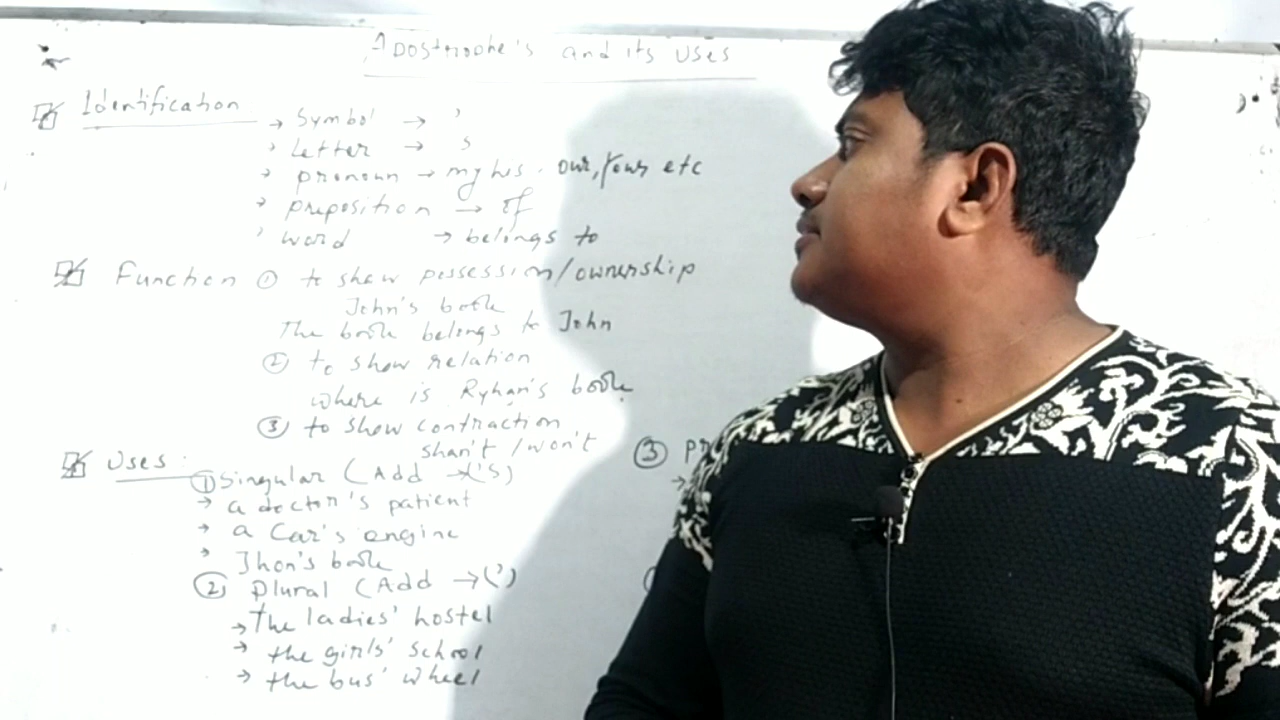 Apostrophe's and its uses
Identification
→ Symbol → '
→ Letter → s
→ pronoun → my his. our, your etc
→ preposition → of
→ word → belongs to
Function ① to show possession/ownership
John's book
The book belongs to John
② to show relation
where is Ryhan's book
③ to show contraction
shan't / won't
Uses:
① Singular (Add → ('s)
→ a doctor's patient
→ a Car's engine
→ Jhon's book
② Plural (Add → (')
→ The ladies' hostel
→ the girls' school
→ the bus' wheel
③